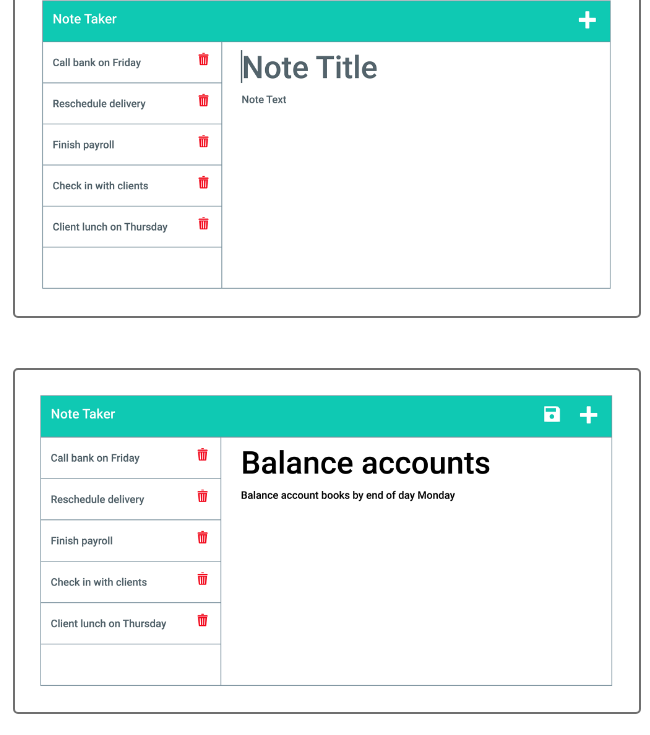 Note Taker
Call bank on Friday
Note Title
Reschedule delivery
Note Text
Finish payroll
Check in with clients
Client lunch on Thursday
Note Taker
Call bank on Friday
Balance accounts
Reschedule delivery
Balance account books by end of day Monday
Finish payroll
Check in with clients
Client lunch on Thursday